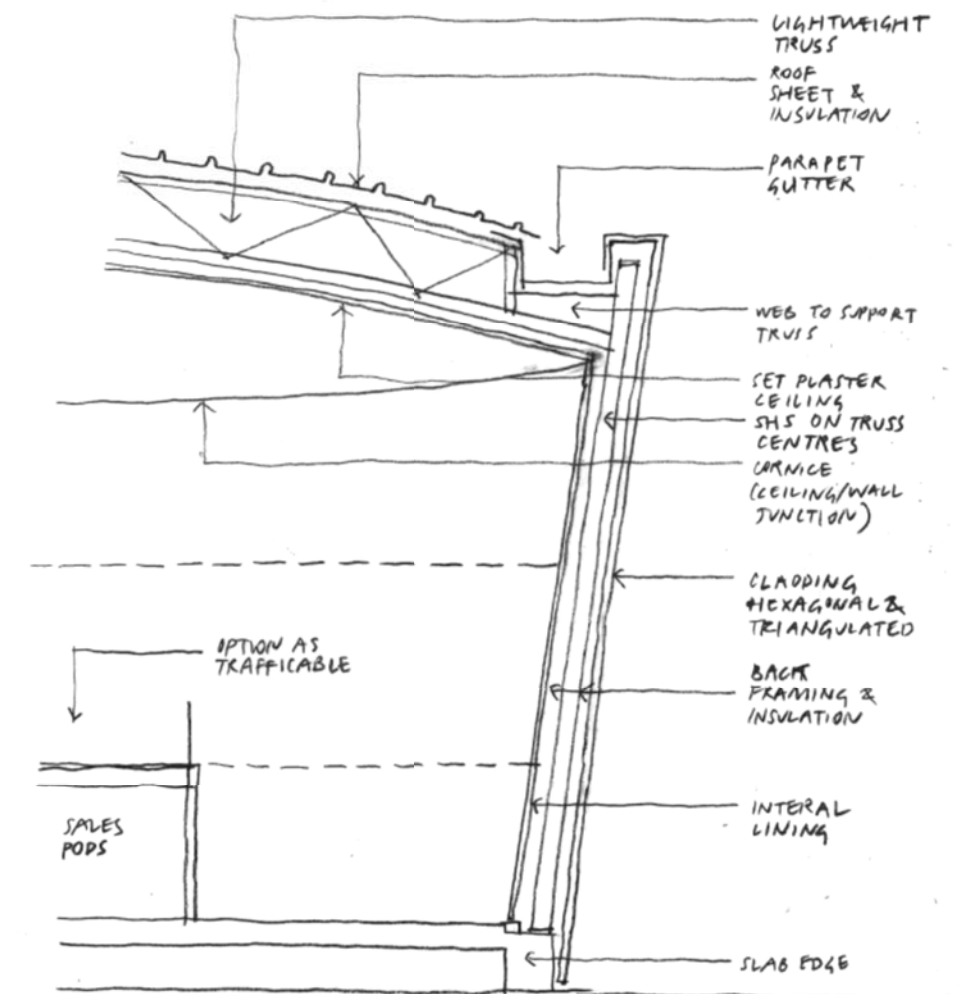 LIGHTWEIGHT
TRUSS
ROOF
SHEET &
INSULATION
PARAPET
GUTTER
WEB TO SUPPORT
TRUSS
SET PLASTER
CEILING
SHS ON TRUSS
CENTRES
CORNICE
(CEILING/WALL
JUNCTION)
CLADDING
HEXAGONAL &
TRIANGULATED
OPTION AS
TRAFFICABLE
BACK
FRAMING &
INSULATION
INTERAL
LINING
SALES
PODS
SLAB EDGE